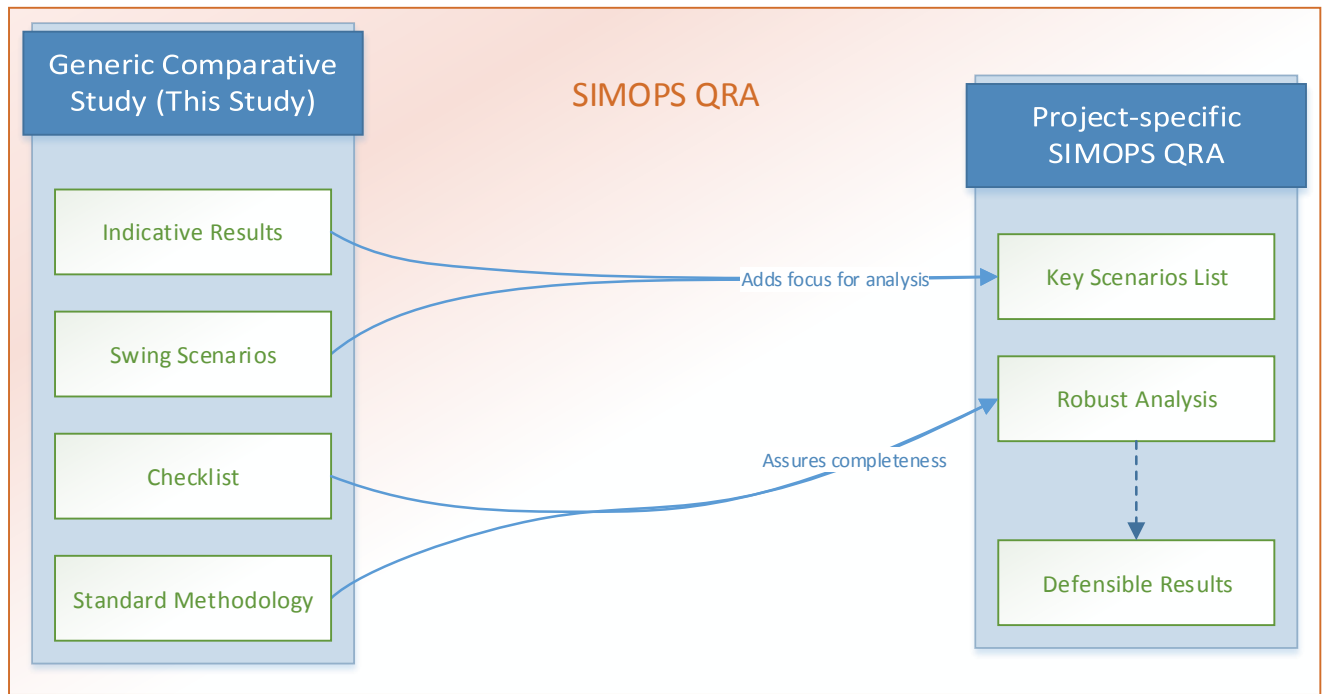 Generic Comparative
Study (This Study)
SIMOPS QRA
Project-specific
SIMOPS QRA
Indicative Results
Swing Scenarios
Checklist
Standard Methodology
Adds focus for analysis
Assures completeness
Key Scenarios List
Robust Analysis
Defensible Results